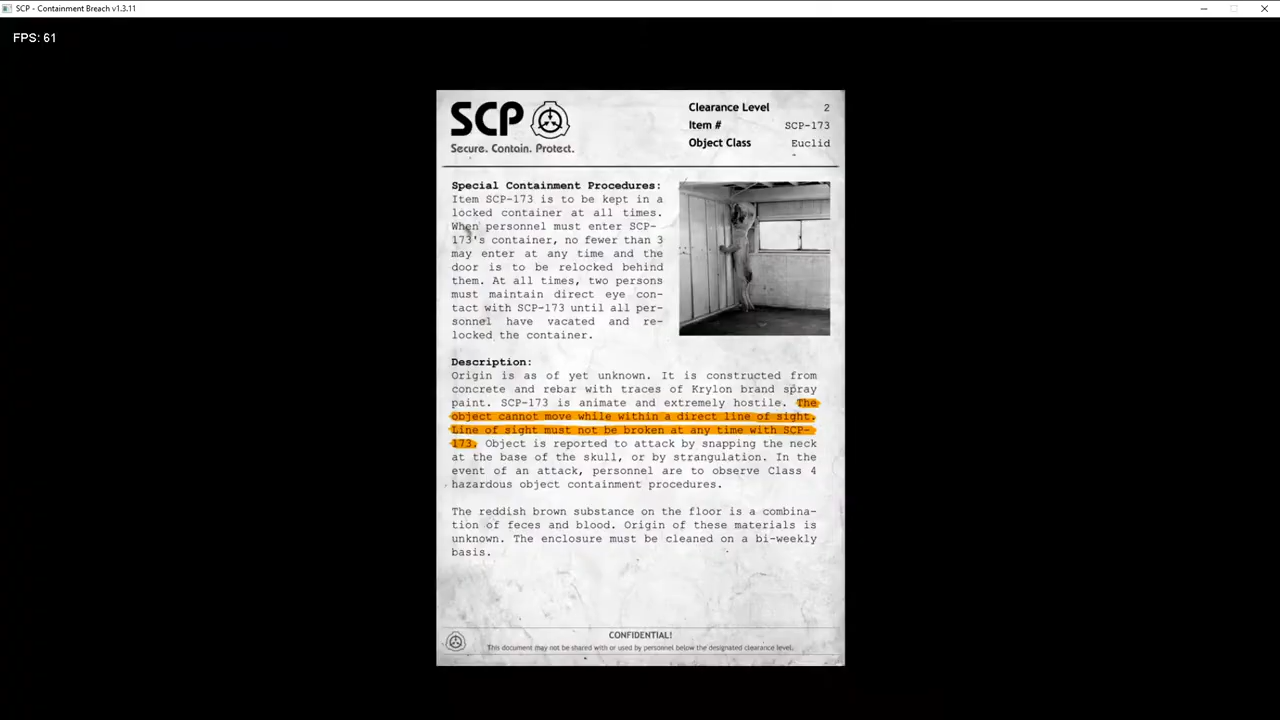 SCP - Containment Breach v1.3.11
FPS: 61
SCP
Secure. Contain. Protect.
Clearance Level 2
Item # SCP-173
Object Class Euclid
Special Containment Procedures:
Item SCP-173 is to be kept in a
locked container at all times.
When personnel must enter SCP-
173's container, no fewer than 3
may enter at any time and the
door is to be relocked behind
them. At all times, two persons
must maintain direct eye con-
tact with SCP-173 until all per-
sonnel have vacated and re-
locked the container.
Description:
Origin is as of yet unknown. It is constructed from
concrete and rebar with traces of Krylon brand spray
paint. SCP-173 is animate and extremely hostile. The
object cannot move while within a direct line of sight.
Line of sight must not be broken at any time with SCP-
173. Object is reported to attack by snapping the neck
at the base of the skull, or by strangulation. In the
event of an attack, personnel are to observe Class 4
hazardous object containment procedures.
The reddish brown substance on the floor is a combina-
tion of feces and blood. Origin of these materials is
unknown. The enclosure must be cleaned on a bi-weekly
basis.
CONFIDENTIAL!
This document may not be shared with or used by personnel below the designated clearance level.